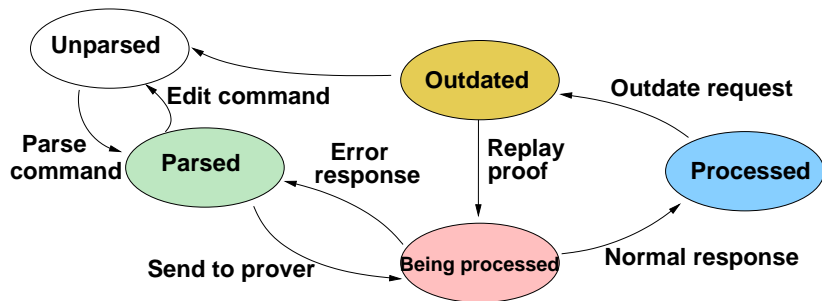 Unparsed
Outdated
Edit command
Outdate request
Parse
command
Parsed
Error
response
Replay
proof
Processed
Send to prover
Being processed
Normal response